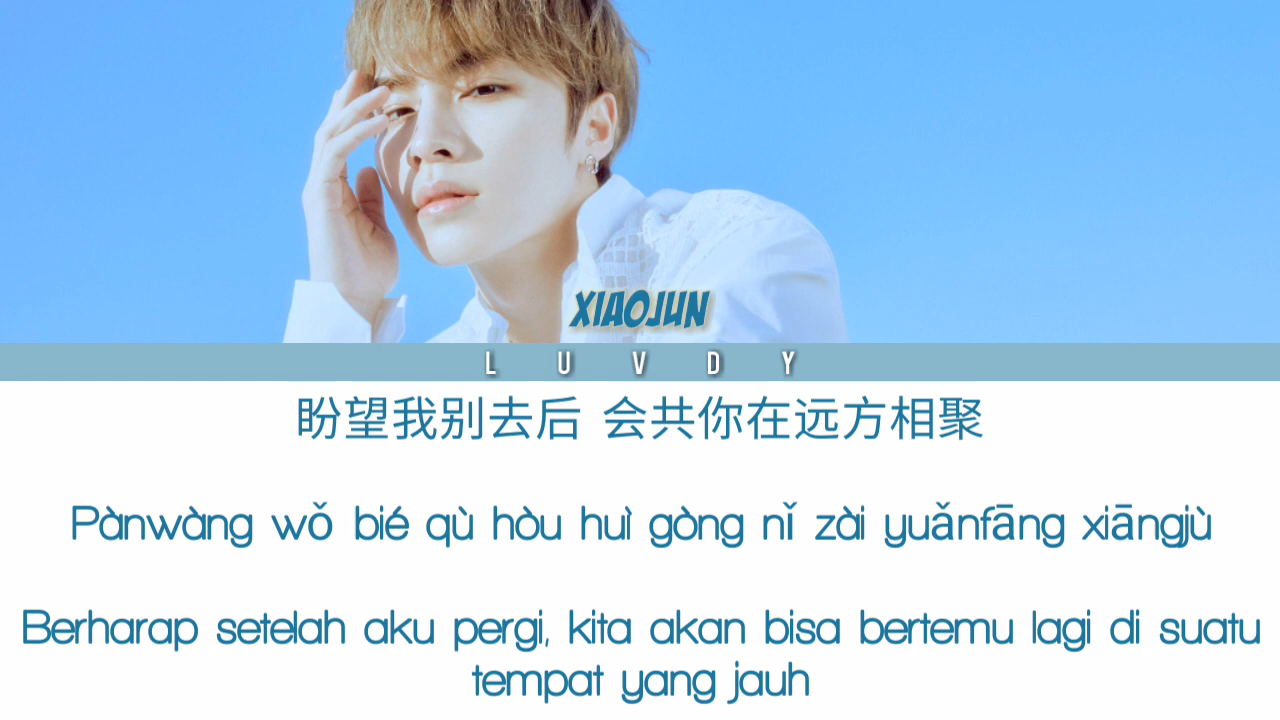 XIAOJUN
LUVDY
盼望我别去后 会共你在远方相聚
Pànwàng wǒ bié qù hòu huì gòng nǐ zài yuǎnfāng xiāngjù
Berharap setelah aku pergi, kita akan bisa bertemu lagi di suatu
tempat yang jauh